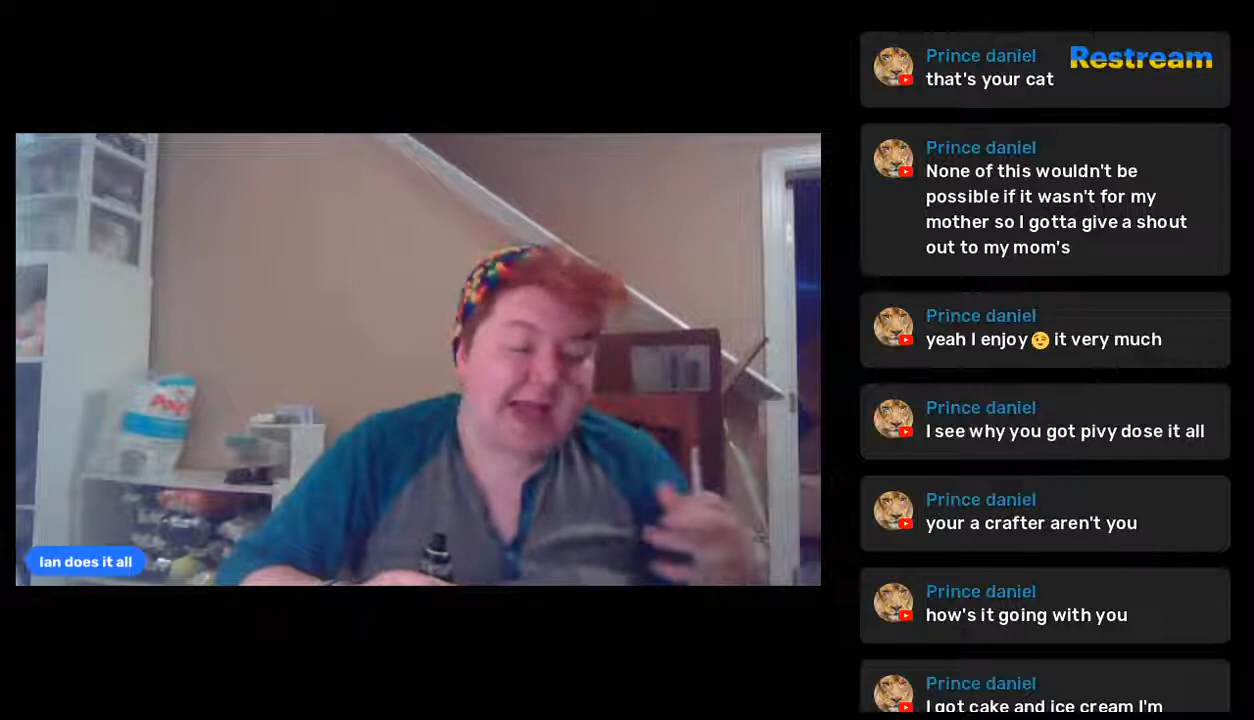 Restream
Prince daniel
that's your cat
Prince daniel
None of this wouldn't be
possible if it wasn't for my
mother so I gotta give a shout
out to my mom's
Prince daniel
yeah I enjoy 😉 it very much
Prince daniel
I see why you got pivy dose it all
Prince daniel
your a crafter aren't you
Prince daniel
how's it going with you
Prince daniel
I got cake and ice cream I'm
Ian does it all